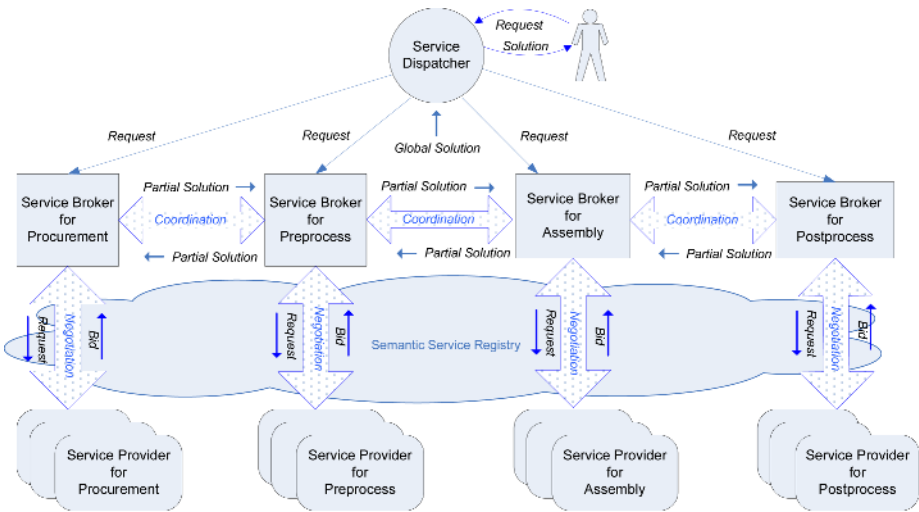 Request
Solution
Service
Dispatcher
Request
Request
Request
Request
Global Solution
Partial Solution
Partial Solution
Partial Solution
Service Broker
for
Procurement
Coordination
Service Broker
for
Preprocess
Coordination
Service Broker
for
Assembly
Coordination
Service Broker
for
Postprocess
Partial Solution
Partial Solution
Partial Solution
Request
Negotiation
Bid
Request
Negotiation
Bid
Semantic Service Registry
Request
Negotiation
Bid
Request
Negotiation
Bid
Service Provider
for
Procurement
Service Provider
for
Preprocess
Service Provider
for
Assembly
Service Provider
for
Postprocess